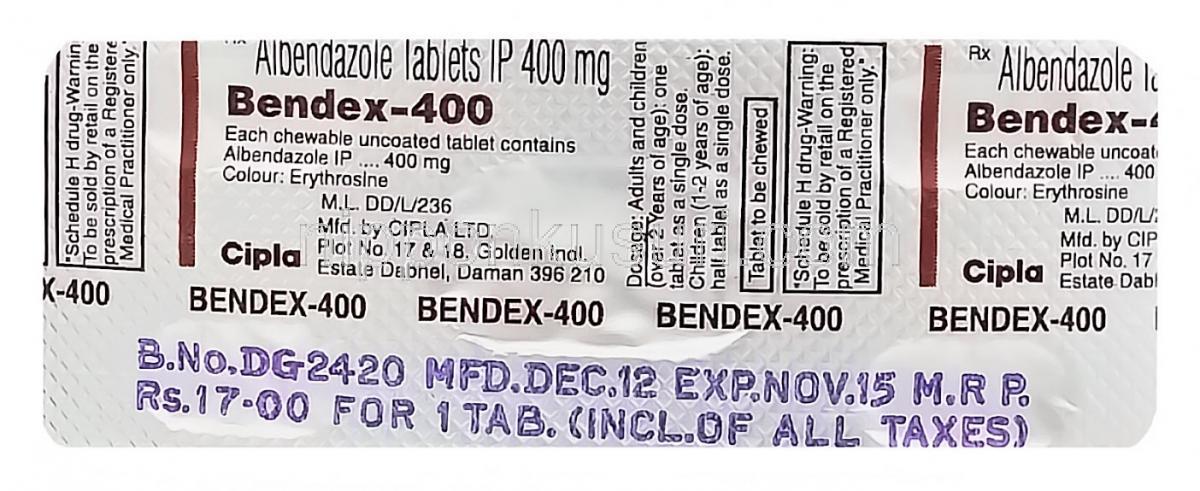 "Schedule H drug-Warnin
To be sold by retail on the
prescription of a Registere
Medical Practitioner only."
Rx
Albendazole Tablets IP 400 mg
Bendex-400
Each chewable uncoated tablet contains
Albendazole IP .... 400 mg
Colour: Erythrosine
M.L. DD/L/236
Mfd. by CIPLA LTD.
Plot No. 17 & 18, Golden Indl.
Estate Dabhel, Daman 396 210
Cipla
Dosage: Adults and children
(over 2 Years of age): one
tablet as a single dose.
Children (1-2 years of age):
half tablet as a single dose.
Tablet to be chewed
"Schedule H drug-Warning:
To be sold by retail on the
prescription of a Registered
Medical Practitioner only."
Rx
Albendazole Ta
Bendex-4
Each chewable uncoat
Albendazole IP .... 400
Colour: Erythrosine
M.L. DD/L/2
Mfd. by CIP
Plot No. 17
Estate Dabh
Cipla
X-400 BENDEX-400 BENDEX-400 BENDEX-400 BENDEX-400
B.No.DG2420 MFD.DEC.12 EXP.NOV.15 M.R P.
Rs.17-00 FOR 1 TAB. (INCL.OF ALL TAXES)